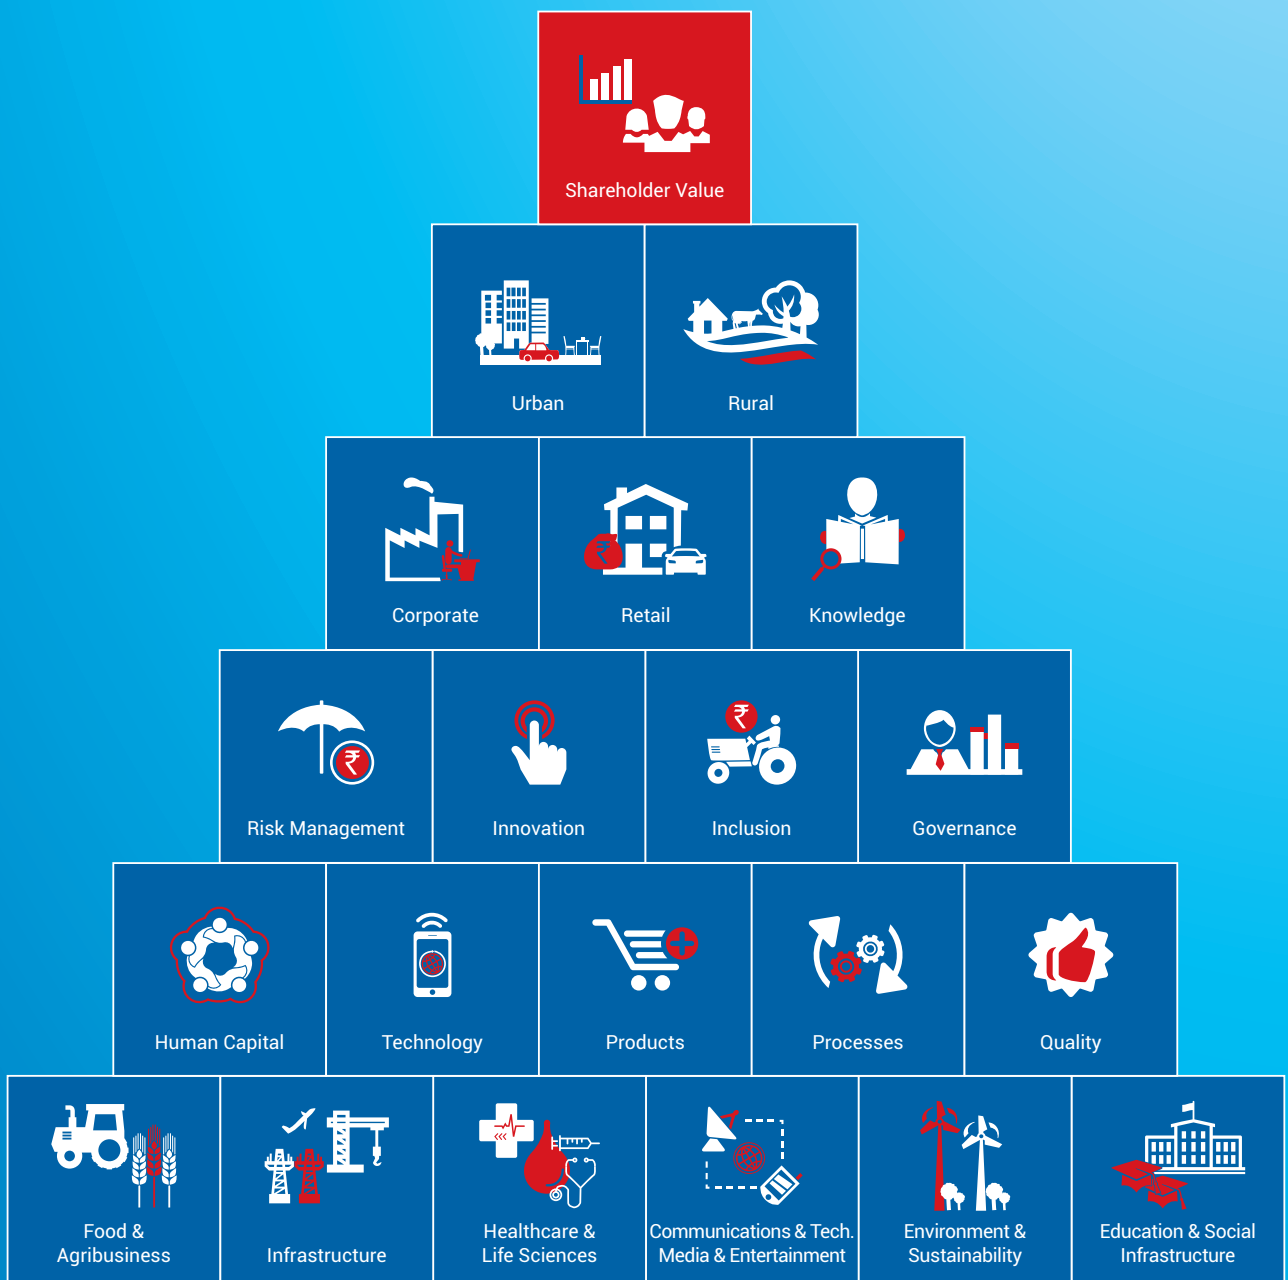 Shareholder Value
Urban
Rural
Corporate
Retail
Knowledge
Risk Management
Innovation
Inclusion
Governance
Human Capital
Technology
Products
Processes
Quality
Food &
Agribusiness
Infrastructure
Healthcare &
Life Sciences
Communications & Tech.
Media & Entertainment
Environment &
Sustainability
Education & Social
Infrastructure